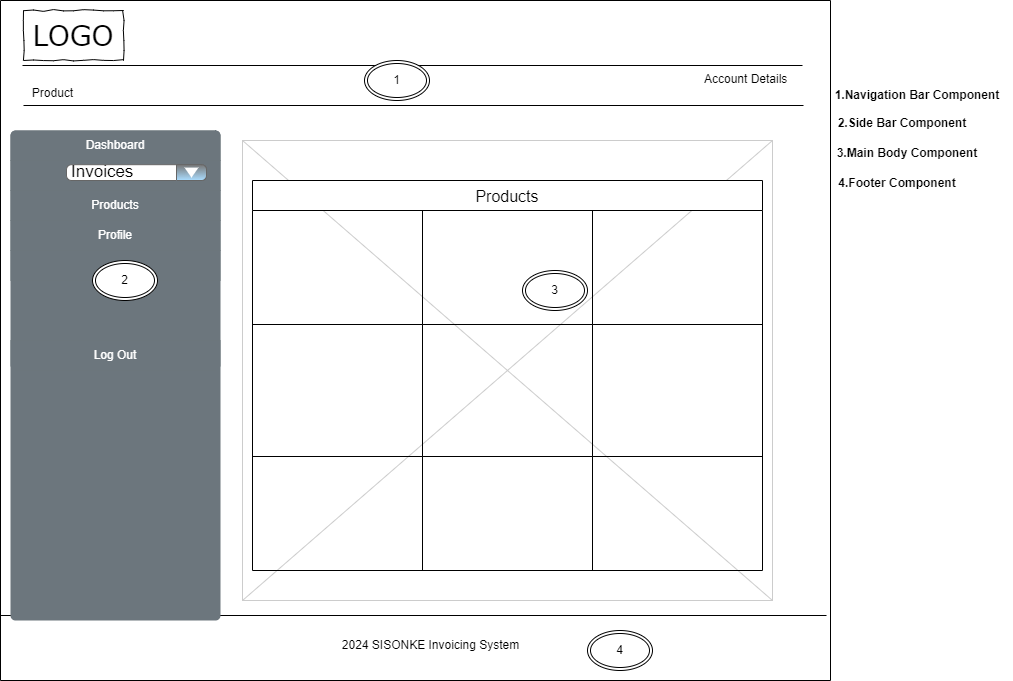 LOGO
1
Account Details
Product
1.Navigation Bar Component
2.Side Bar Component
3.Main Body Component
4.Footer Component
Dashboard
Invoices
Products
Profile
2
Log Out
Products
3
2024 SISONKE Invoicing System
4